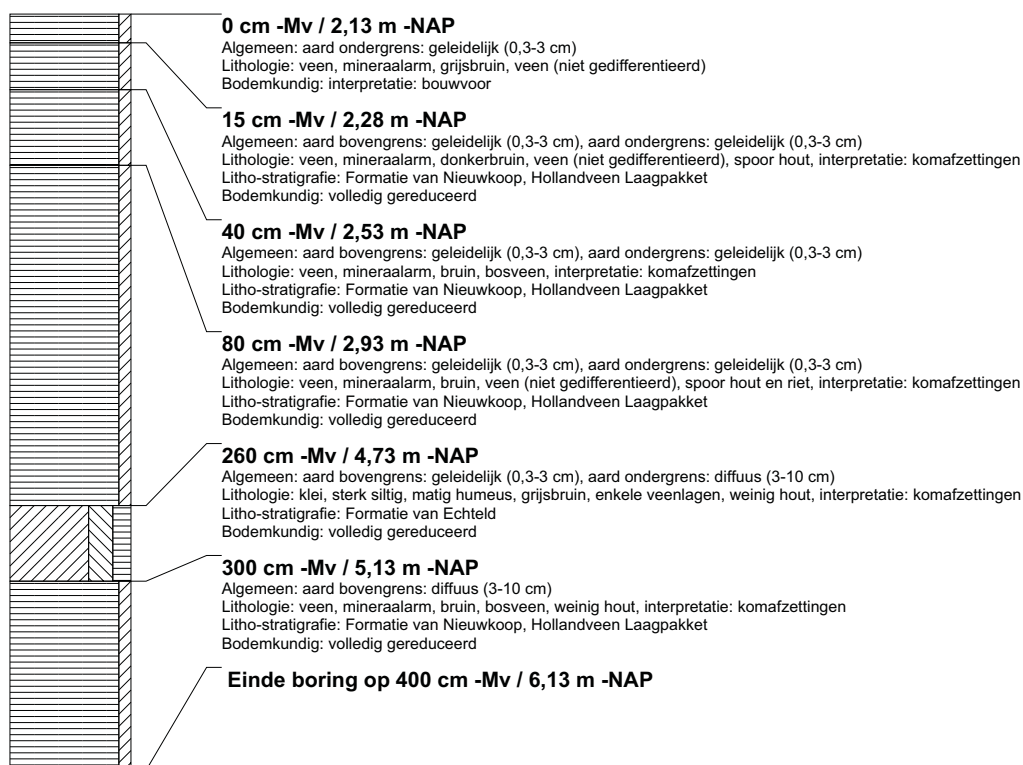 0 cm -Mv / 2,13 m -NAP
Algemeen: aard ondergrens: geleidelijk (0,3-3 cm)
Lithologie: veen, mineraalarm, grijsbruin, veen (niet gedifferentieerd)
Bodemkundig: interpretatie: bouwvoor
15 cm -Mv / 2,28 m -NAP
Algemeen: aard bovengrens: geleidelijk (0,3-3 cm), aard ondergrens: geleidelijk (0,3-3 cm)
Lithologie: veen, mineraalarm, donkerbruin, veen (niet gedifferentieerd), spoor hout, interpretatie: komafzettingen
Litho-stratigrafie: Formatie van Nieuwkoop, Hollandveen Laagpakket
Bodemkundig: volledig gereduceerd
40 cm -Mv / 2,53 m -NAP
Algemeen: aard bovengrens: geleidelijk (0,3-3 cm), aard ondergrens: geleidelijk (0,3-3 cm)
Lithologie: veen, mineraalarm, bruin, bosveen, interpretatie: komafzettingen
Litho-stratigrafie: Formatie van Nieuwkoop, Hollandveen Laagpakket
Bodemkundig: volledig gereduceerd
80 cm -Mv / 2,93 m -NAP
Algemeen: aard bovengrens: geleidelijk (0,3-3 cm), aard ondergrens: geleidelijk (0,3-3 cm)
Lithologie: veen, mineraalarm, bruin, veen (niet gedifferentieerd), spoor hout en riet, interpretatie: komafzettingen
Litho-stratigrafie: Formatie van Nieuwkoop, Hollandveen Laagpakket
Bodemkundig: volledig gereduceerd
260 cm -Mv / 4,73 m -NAP
Algemeen: aard bovengrens: geleidelijk (0,3-3 cm), aard ondergrens: diffuus (3-10 cm)
Lithologie: klei, sterk siltig, matig humeus, grijsbruin, enkele veenlagen, weinig hout, interpretatie: komafzettingen
Litho-stratigrafie: Formatie van Echteld
Bodemkundig: volledig gereduceerd
300 cm -Mv / 5,13 m -NAP
Algemeen: aard bovengrens: diffuus (3-10 cm)
Lithologie: veen, mineraalarm, bruin, bosveen, weinig hout, interpretatie: komafzettingen
Litho-stratigrafie: Formatie van Nieuwkoop, Hollandveen Laagpakket
Bodemkundig: volledig gereduceerd
Einde boring op 400 cm -Mv / 6,13 m -NAP